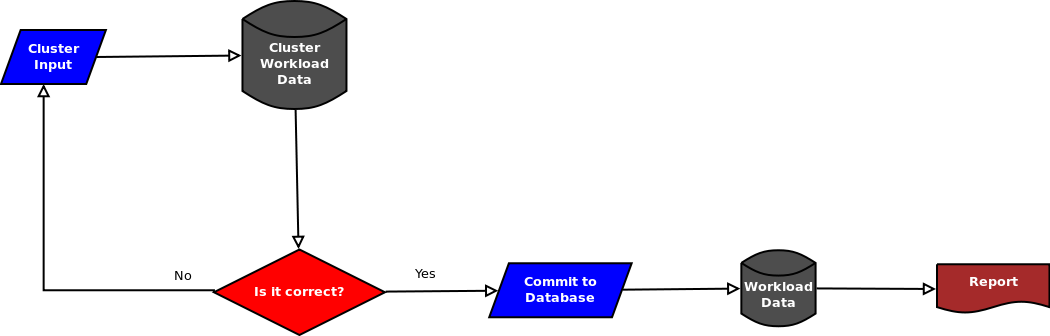 Cluster
Input
Cluster
Workload
Data
No
Is it correct?
Yes
Commit to
Database
Workload
Data
Report